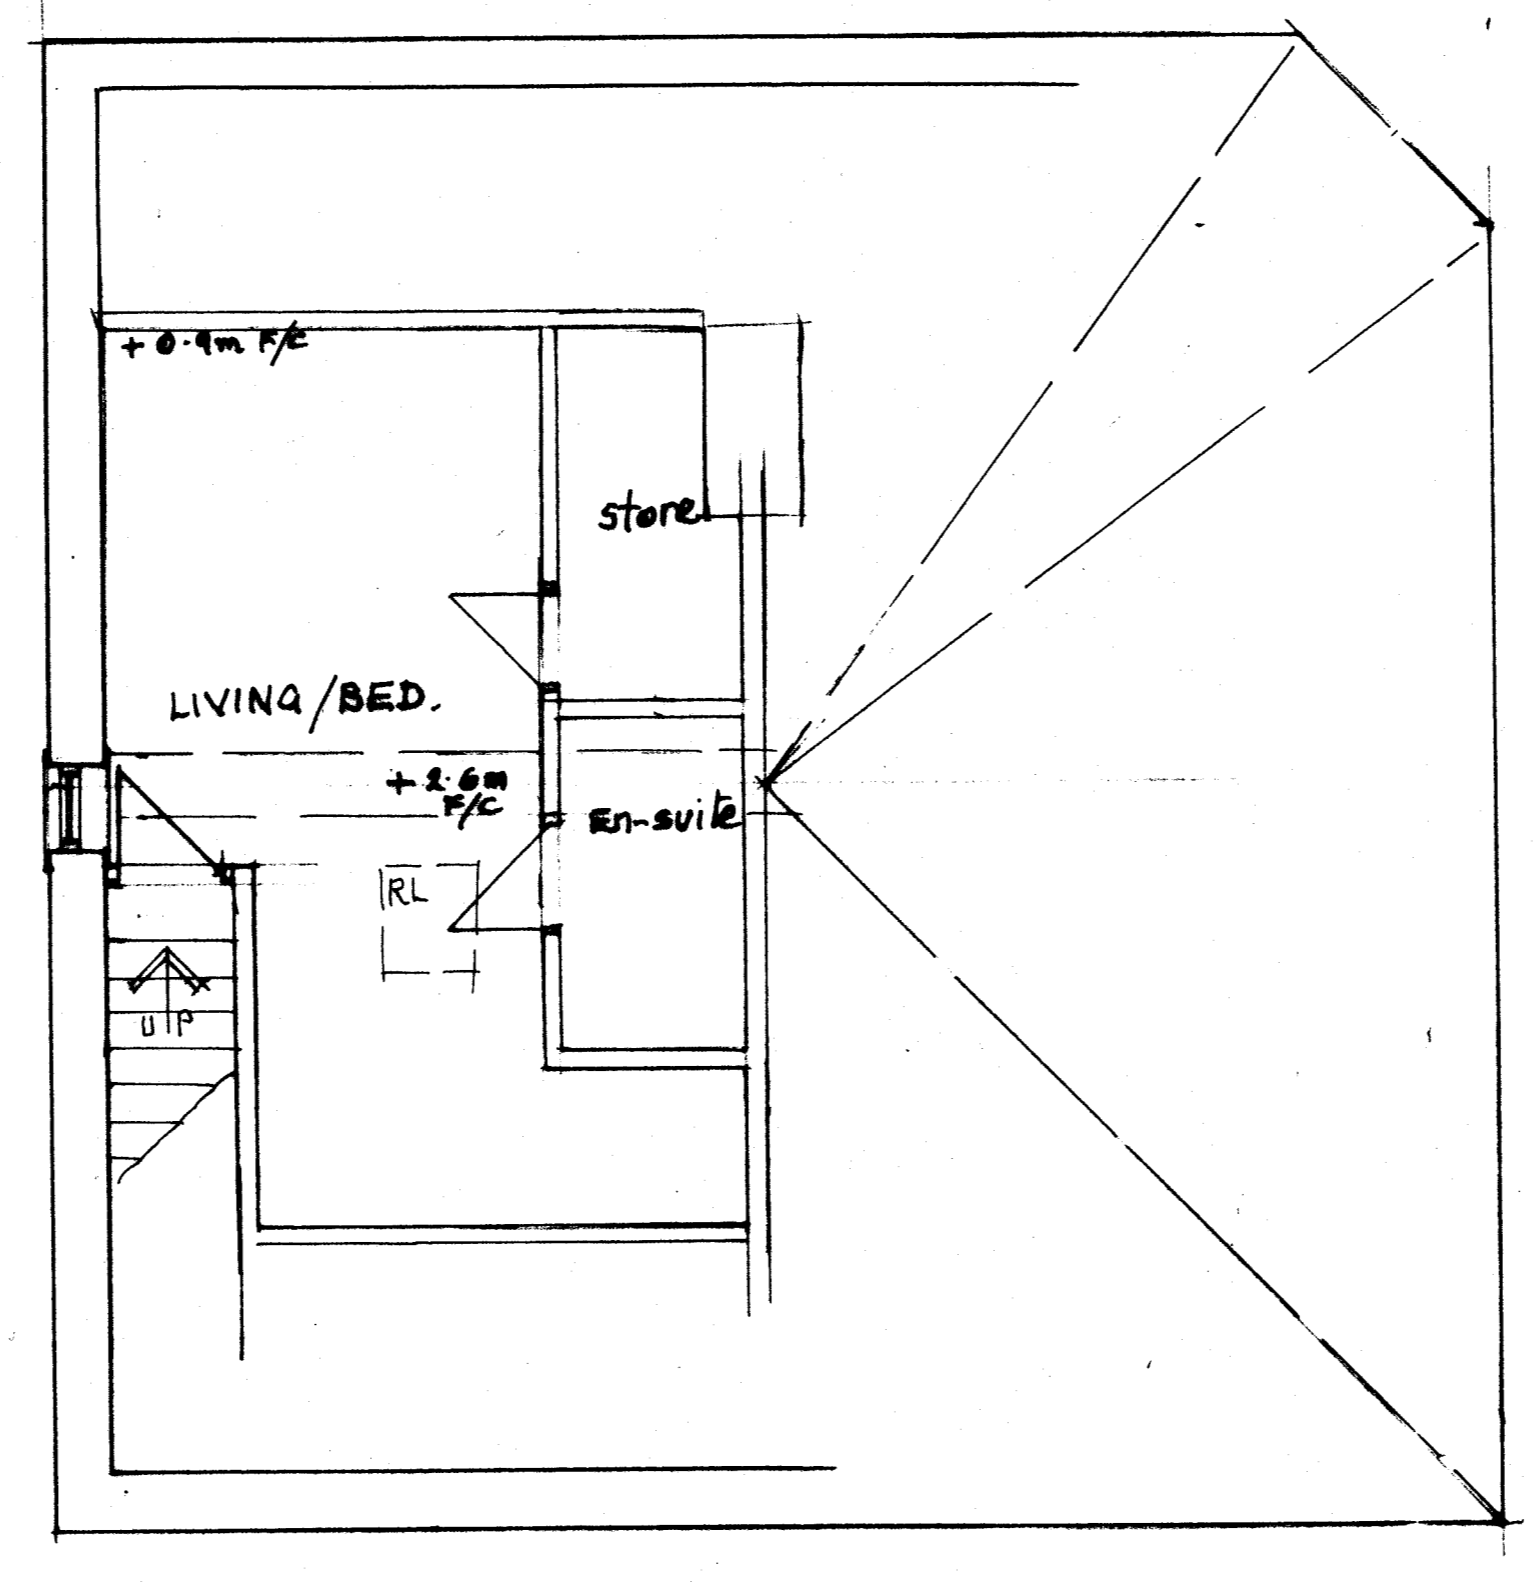 + 0.9m F/C
store
LIVING/BED.
+ 2.6m
F/C
En-suite
RL
UP